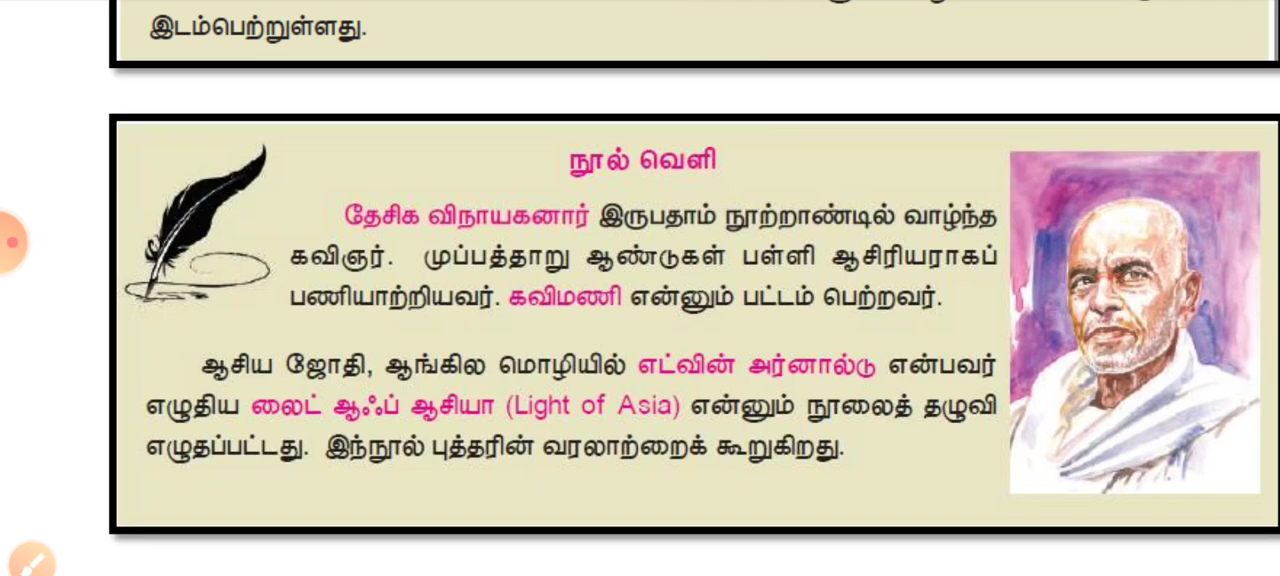 இடம்பெற்றுள்ளது.
நூல் வெளி
தேசிக விநாயகனார் இருபதாம் நூற்றாண்டில் வாழ்ந்த
கவிஞர். முப்பத்தாறு ஆண்டுகள் பள்ளி ஆசிரியராகப்
பணியாற்றியவர். கவிமணி என்னும் பட்டம் பெற்றவர்.
ஆசிய ஜோதி, ஆங்கில மொழியில் எட்வின் அர்னால்டு என்பவர்
எழுதிய லைட் ஆஃப் ஆசியா (Light of Asia) என்னும் நூலைத் தழுவி
எழுதப்பட்டது. இந்நூல் புத்தரின் வரலாற்றைக் கூறுகிறது.